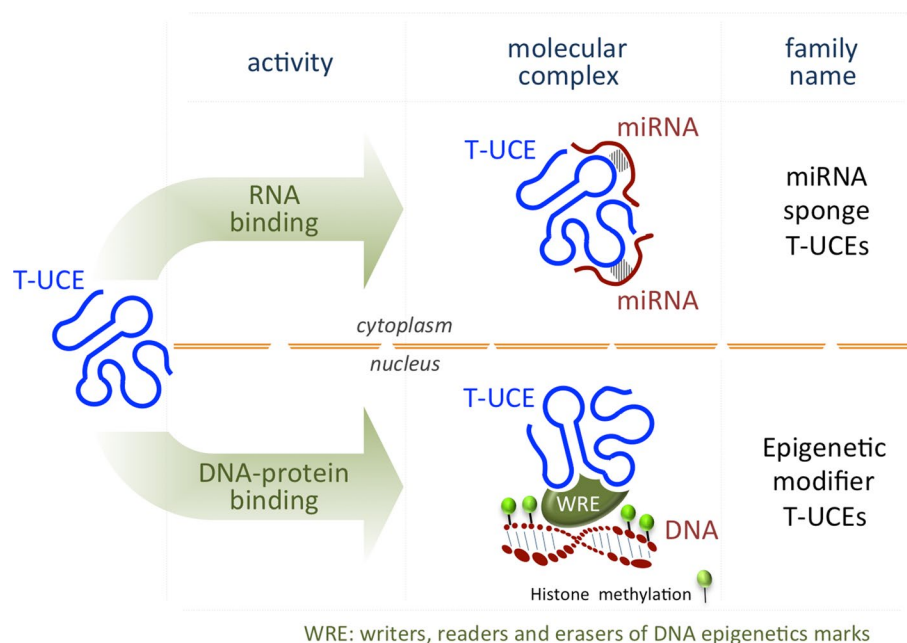 activity
molecular
complex
family
name
T-UCE
RNA
binding
T-UCE
miRNA
miRNA
miRNA
sponge
T-UCEs
cytoplasm
nucleus
DNA-protein
binding
T-UCE
WRE
DNA
Histone methylation
Epigenetic
modifier
T-UCEs
WRE: writers, readers and erasers of DNA epigenetics marks